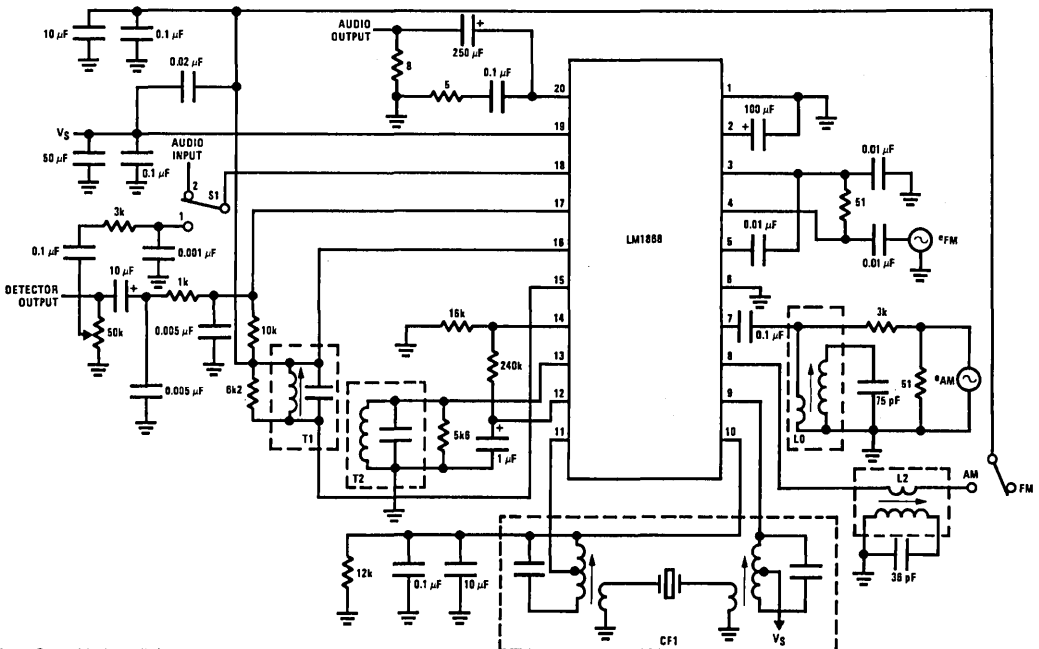 10 µF
0.1 µF
AUDIO
OUTPUT
250 µF
+
8
5
0.1 µF
0.02 µF
VS
50 µF
0.1 µF
AUDIO
INPUT
2
S1
1
3k
0.1 µF
0.001 µF
10 µF
+
1k
DETECTOR
OUTPUT
50k
0.005 µF
0.005 µF
10k
6k2
T1
16k
240k
T2
5k6
+
1 µF
20
19
18
17
16
15
14
13
12
11
LM1868
1
2
3
4
5
6
7
8
9
10
100 µF
+
0.01 µF
51
0.01 µF
0.01 µF
eFM
0.1 µF
3k
51
eAM
75 pF
L0
L2
AM
FM
38 pF
12k
0.1 µF
10 µF
CF1
VS